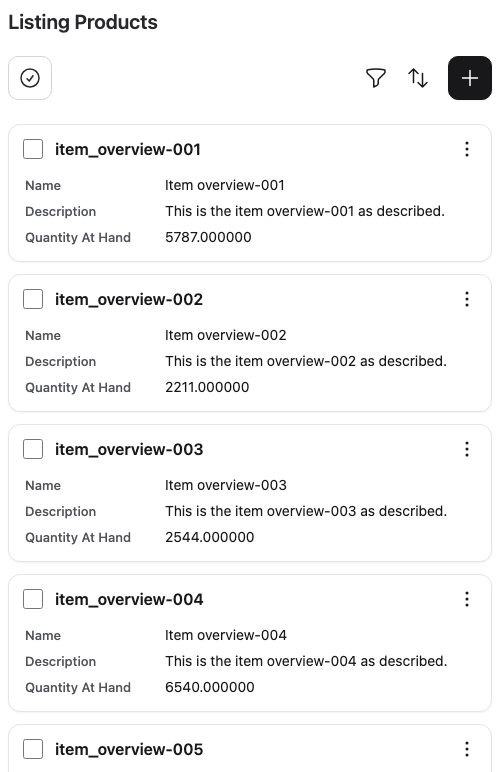 Listing Products
item_overview-001
Name Item overview-001
Description This is the item overview-001 as described.
Quantity At Hand 5787.000000
item_overview-002
Name Item overview-002
Description This is the item overview-002 as described.
Quantity At Hand 2211.000000
item_overview-003
Name Item overview-003
Description This is the item overview-003 as described.
Quantity At Hand 2544.000000
item_overview-004
Name Item overview-004
Description This is the item overview-004 as described.
Quantity At Hand 6540.000000
item_overview-005